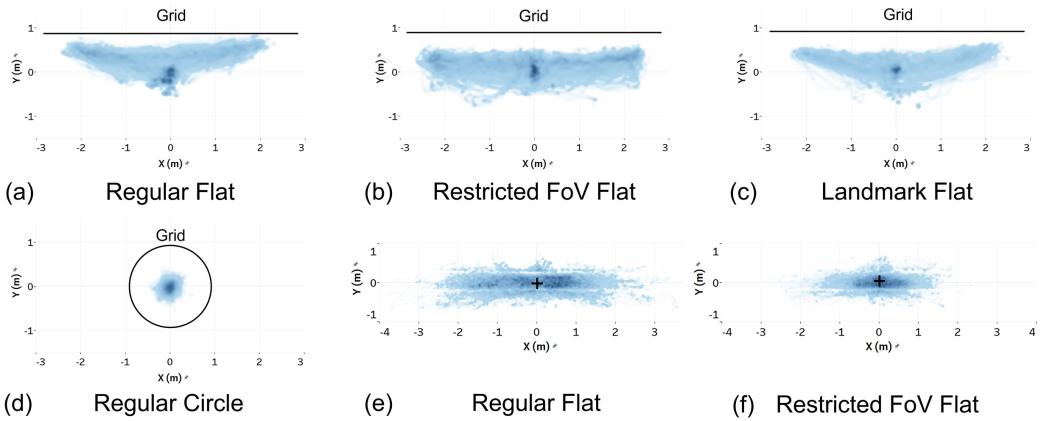 Grid
1
0
-1
Y (m)
-3 -2 -1 0 1 2 3
X (m)
(a) Regular Flat
Grid
1
0
-1
Y (m)
-3 -2 -1 0 1 2 3
X (m)
(b) Restricted FoV Flat
Grid
1
0
-1
Y (m)
-3 -2 -1 0 1 2 3
X (m)
(c) Landmark Flat
Grid
1
0
-1
Y (m)
-3 -2 -1 0 1 2 3
X (m)
(d) Regular Circle
1
0
-1
Y (m)
-4 -3 -2 -1 0 1 2 3
X (m)
(e) Regular Flat
1
0
-1
Y (m)
-3 -2 -1 0 1 2 3 4
X (m)
(f) Restricted FoV Flat